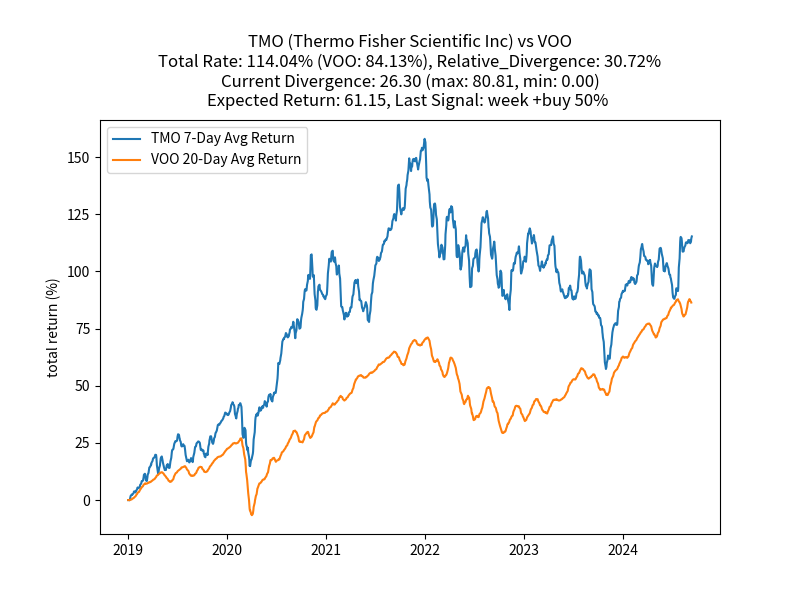 TMO (Thermo Fisher Scientific Inc) vs VOO
Total Rate: 114.04% (VOO: 84.13%), Relative_Divergence: 30.72%
Current Divergence: 26.30 (max: 80.81, min: 0.00)
Expected Return: 61.15, Last Signal: week +buy 50%
TMO 7-Day Avg Return
VOO 20-Day Avg Return
total return (%)
150
125
100
75
50
25
0
2019 2020 2021 2022 2023 2024